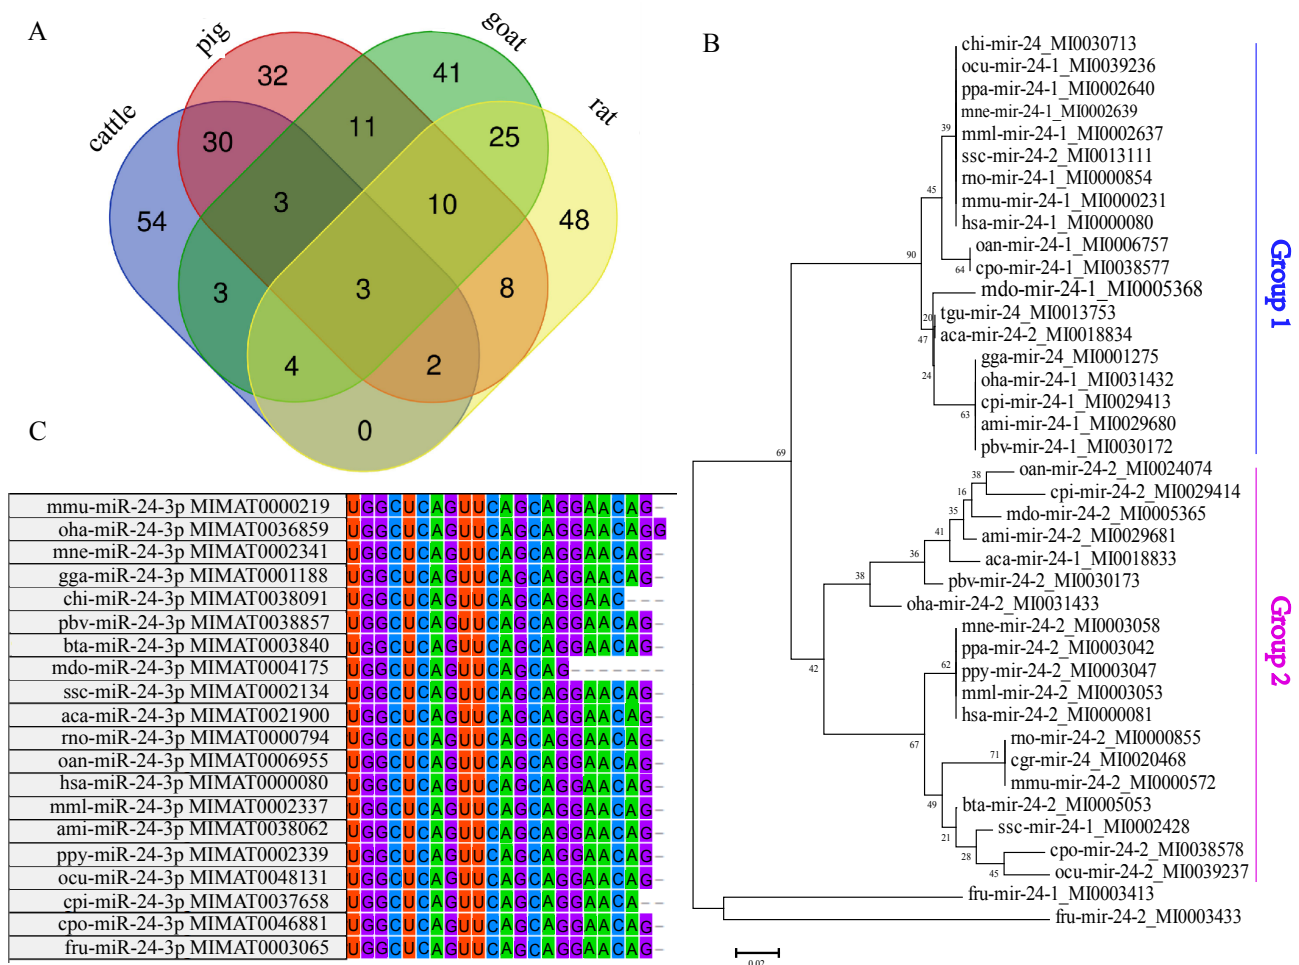 A
pig
goat
cattle
rat
32
41
30
11
25
54
3
10
48
3
3
8
4
2
0
B
chi-mir-24_MI0030713
ocu-mir-24-1_MI0039236
ppa-mir-24-1_MI0002640
mne-mir-24-1_MI0002639
mml-mir-24-1_MI0002637
ssc-mir-24-2_MI0013111
rno-mir-24-1_MI0000854
mmu-mir-24-1_MI0000231
hsa-mir-24-1_MI0000080
oan-mir-24-1_MI0006757
cpo-mir-24-1_MI0038577
mdo-mir-24-1_MI0005368
tgu-mir-24_MI0013753
aca-mir-24-2_MI0018834
gga-mir-24_MI0001275
oha-mir-24-1_MI0031432
cpi-mir-24-1_MI0029413
ami-mir-24-1_MI0029680
pbv-mir-24-1_MI0030172
oan-mir-24-2_MI0024074
cpi-mir-24-2_MI0029414
mdo-mir-24-2_MI0005365
ami-mir-24-2_MI0029681
aca-mir-24-1_MI0018833
pbv-mir-24-2_MI0030173
oha-mir-24-2_MI0031433
mne-mir-24-2_MI0003058
ppa-mir-24-2_MI0003042
ppy-mir-24-2_MI0003047
mml-mir-24-2_MI0003053
hsa-mir-24-2_MI0000081
rno-mir-24-2_MI0000855
cgr-mir-24_MI0020468
mmu-mir-24-2_MI0000572
bta-mir-24-2_MI0005053
ssc-mir-24-1_MI0002428
cpo-mir-24-2_MI0038578
ocu-mir-24-2_MI0039237
fru-mir-24-1_MI0003413
fru-mir-24-2_MI0003433
39
45
90
64
20
47
24
63
69
38
16
35
41
36
38
42
62
67
71
49
21
28
45
0.02
Group 1
Group 2
C
mmu-miR-24-3p MIMAT0000219 UGGCUCAGUUCAGCAGGAACAG-
oha-miR-24-3p MIMAT0036859 UGGCUCAGUUCAGCAGGAACAGG
mne-miR-24-3p MIMAT0002341 UGGCUCAGUUCAGCAGGAACAG-
gga-miR-24-3p MIMAT0001188 UGGCUCAGUUCAGCAGGAACAG-
chi-miR-24-3p MIMAT0038091 UGGCUCAGUUCAGCAGGAAC---
pbv-miR-24-3p MIMAT0038857 UGGCUCAGUUCAGCAGGAACAG-
bta-miR-24-3p MIMAT0003840 UGGCUCAGUUCAGCAGGAACAG-
mdo-miR-24-3p MIMAT0004175 UGGCUCAGUUCAGCAG-------
ssc-miR-24-3p MIMAT0002134 UGGCUCAGUUCAGCAGGAACAG-
aca-miR-24-3p MIMAT0021900 UGGCUCAGUUCAGCAGGAACAG-
rno-miR-24-3p MIMAT0000794 UGGCUCAGUUCAGCAGGAACAG-
oan-miR-24-3p MIMAT0006955 UGGCUCAGUUCAGCAGGAACAG-
hsa-miR-24-3p MIMAT0000080 UGGCUCAGUUCAGCAGGAACAG-
mml-miR-24-3p MIMAT0002337 UGGCUCAGUUCAGCAGGAACAG-
ami-miR-24-3p MIMAT0038062 UGGCUCAGUUCAGCAGGAACAG-
ppy-miR-24-3p MIMAT0002339 UGGCUCAGUUCAGCAGGAACAG-
ocu-miR-24-3p MIMAT0048131 UGGCUCAGUUCAGCAGGAACAG-
cpi-miR-24-3p MIMAT0037658 UGGCUCAGUUCAGCAGGAACA--
cpo-miR-24-3p MIMAT0046881 UGGCUCAGUUCAGCAGGAACAG-
fru-miR-24-3p MIMAT0003065 UGGCUCAGUUCAGCAGGAACAG-